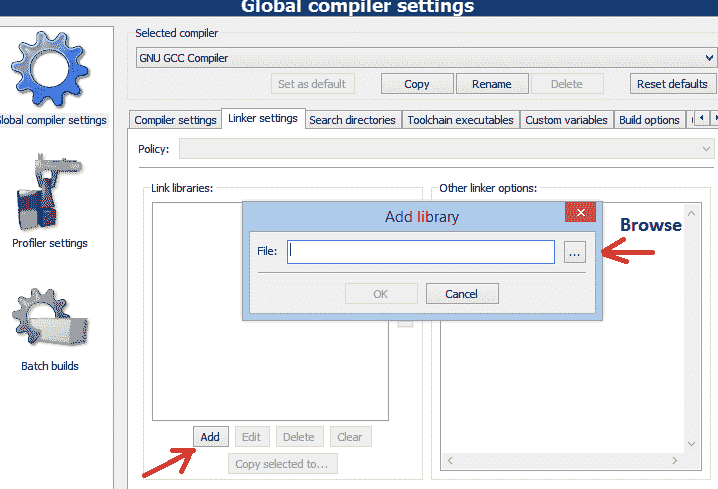 Global compiler settings
Selected compiler
GNU GCC Compiler
Set as default Copy Rename Delete Reset defaults
Global compiler settings
Compiler settings Linker settings Search directories Toolchain executables Custom variables Build options
Policy:
Link libraries: Other linker options:
Add library
Browse
File: ...
OK Cancel
Profiler settings
Batch builds
Add Edit Delete Clear
Copy selected to...